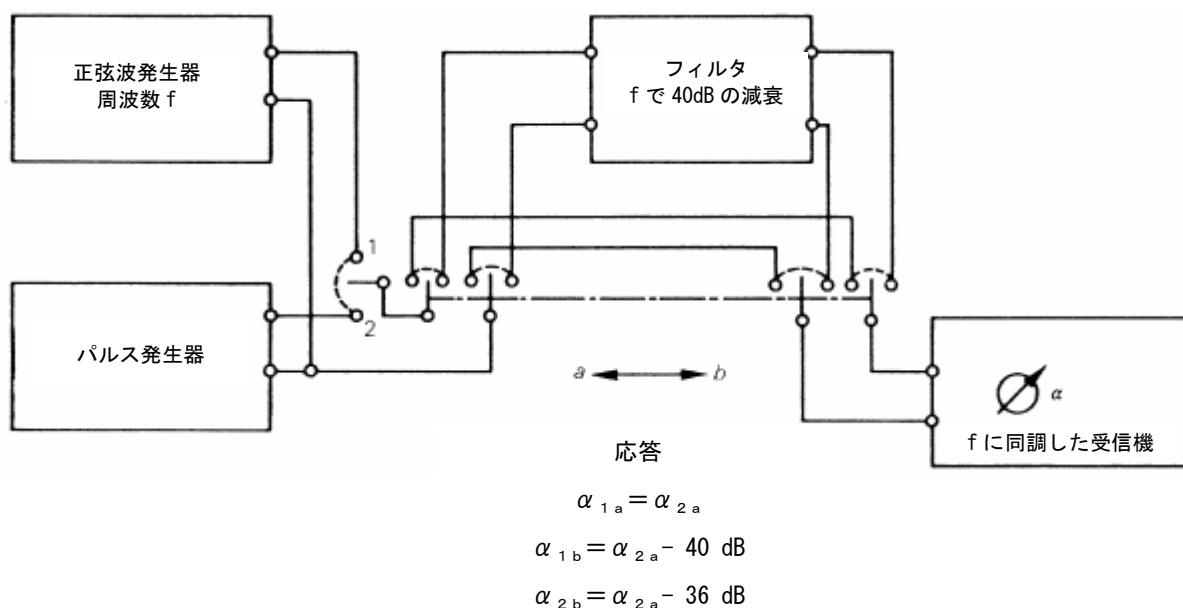 正弦波発生器
周波数 f
フィルタ
f で 40dB の減衰
1
2
パルス発生器
a
b
α
f に同調した受信機
応答
α₁ₐ＝α₂ₐ
α₁b＝α₂ₐ− 40 dB
α₂b＝α₂ₐ− 36 dB